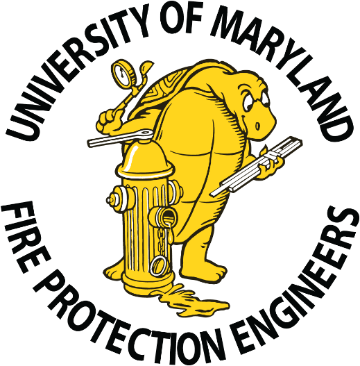 UNIVERSITY OF MARYLAND
FIRE PROTECTION ENGINEERS